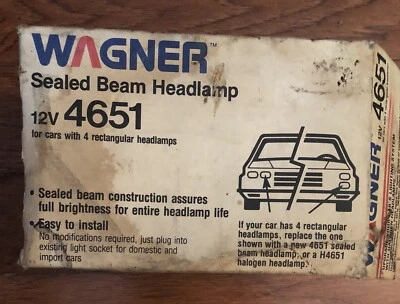 WAGNER™
Sealed Beam Headlamp
12V 4651
for cars with 4 rectangular headlamps
• Sealed beam construction assures
full brightness for entire headlamp life
• Easy to install
No modifications required, just plug into
existing light socket for domestic and
import cars
If your car has 4 rectangular
headlamps, replace the one
shown with a new 4651 sealed
beam headlamp, or a H4651
halogen headlamp.
WAGNER 12V 4651